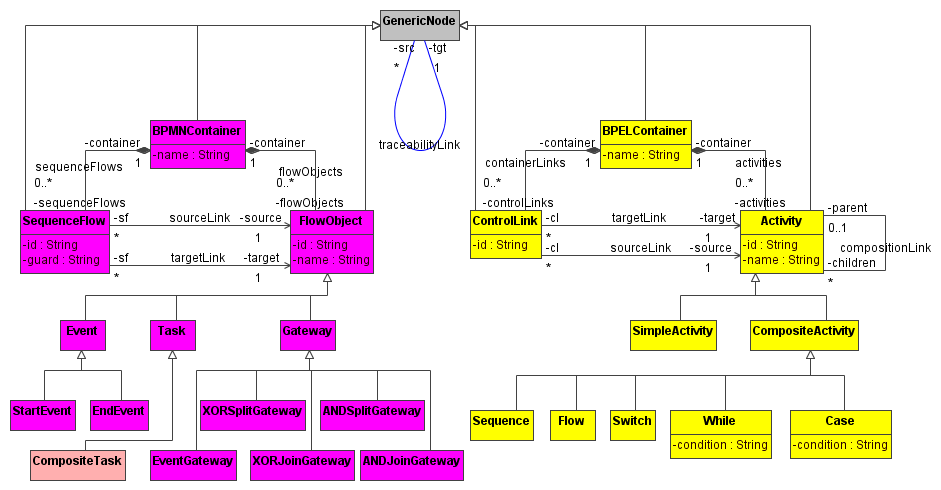 GenericNode
-src
-tgt
*
1
traceabilityLink
BPMNContainer
-name : String
-container
-container
1
1
sequenceFlows
0..*
-sequenceFlows
flowObjects
0..*
-flowObjects
SequenceFlow
-id : String
-guard : String
-sf
sourceLink
-source
*
1
-sf
targetLink
-target
*
1
FlowObject
-id : String
-name : String
Event
Task
Gateway
StartEvent
EndEvent
XORSplitGateway
ANDSplitGateway
CompositeTask
EventGateway
XORJoinGateway
ANDJoinGateway
BPELContainer
-name : String
-container
-container
1
1
containerLinks
0..*
-controlLinks
activities
0..*
-activities
ControlLink
-id : String
-cl
targetLink
-target
*
1
-cl
sourceLink
-source
*
1
Activity
-id : String
-name : String
-parent
0..1
compositionLink
-children
*
SimpleActivity
CompositeActivity
Sequence
Flow
Switch
While
-condition : String
Case
-condition : String